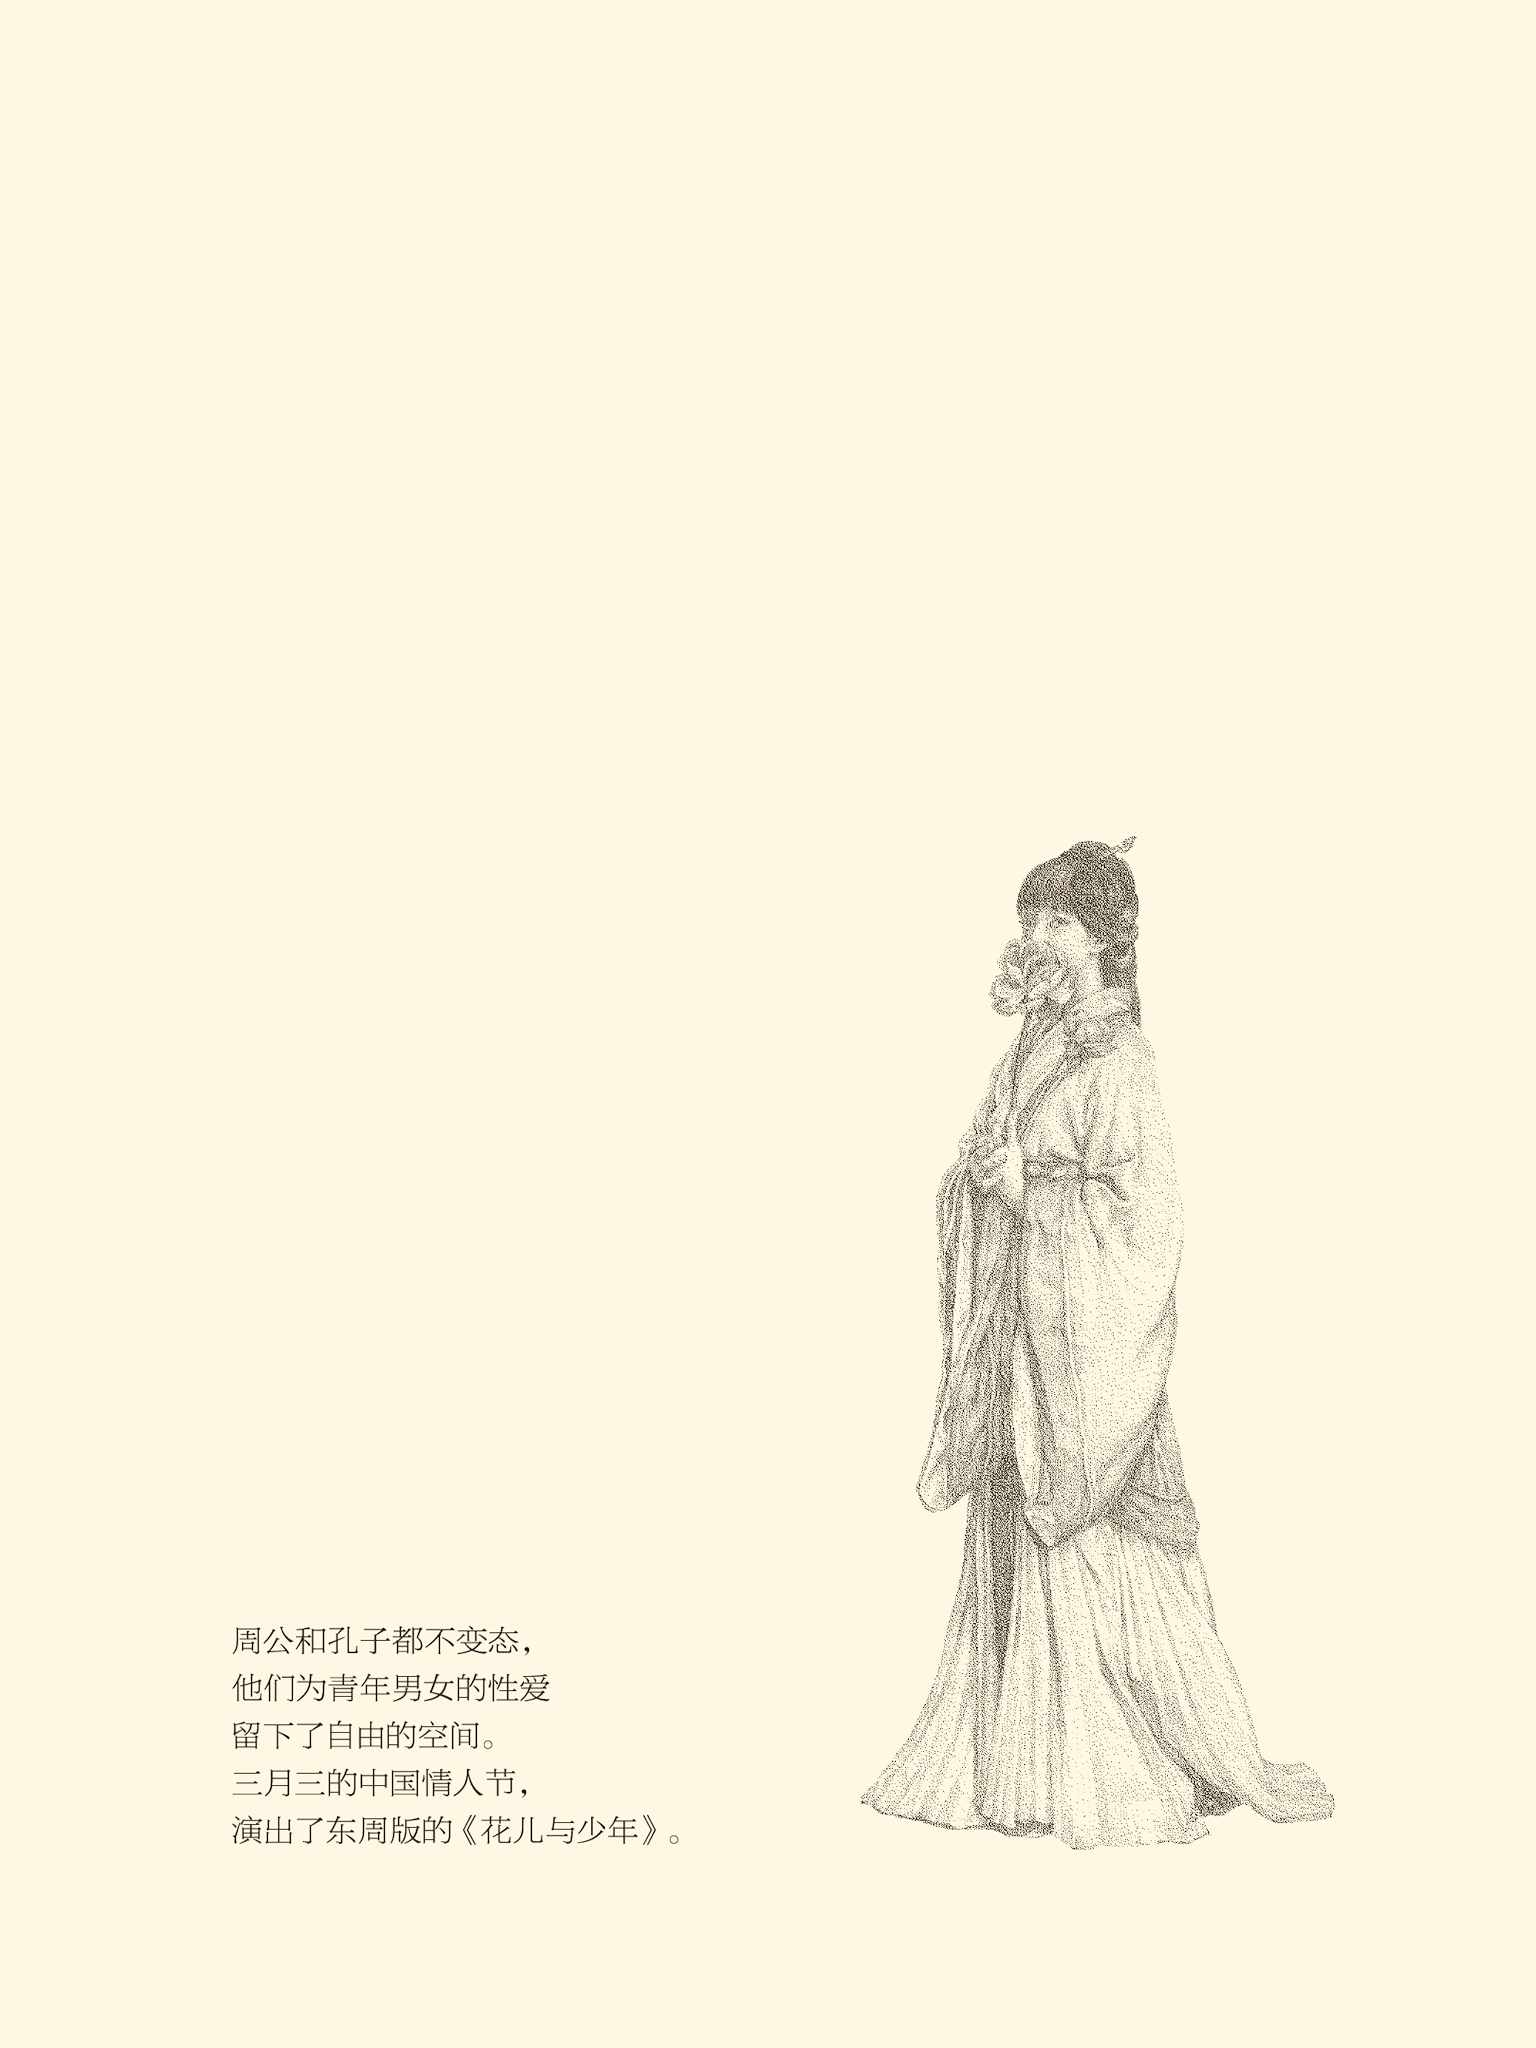 周公和孔子都不变态，
他们为青年男女的性爱
留下了自由的空间。
三月三的中国情人节，
演出了东周版的《花儿与少年》。